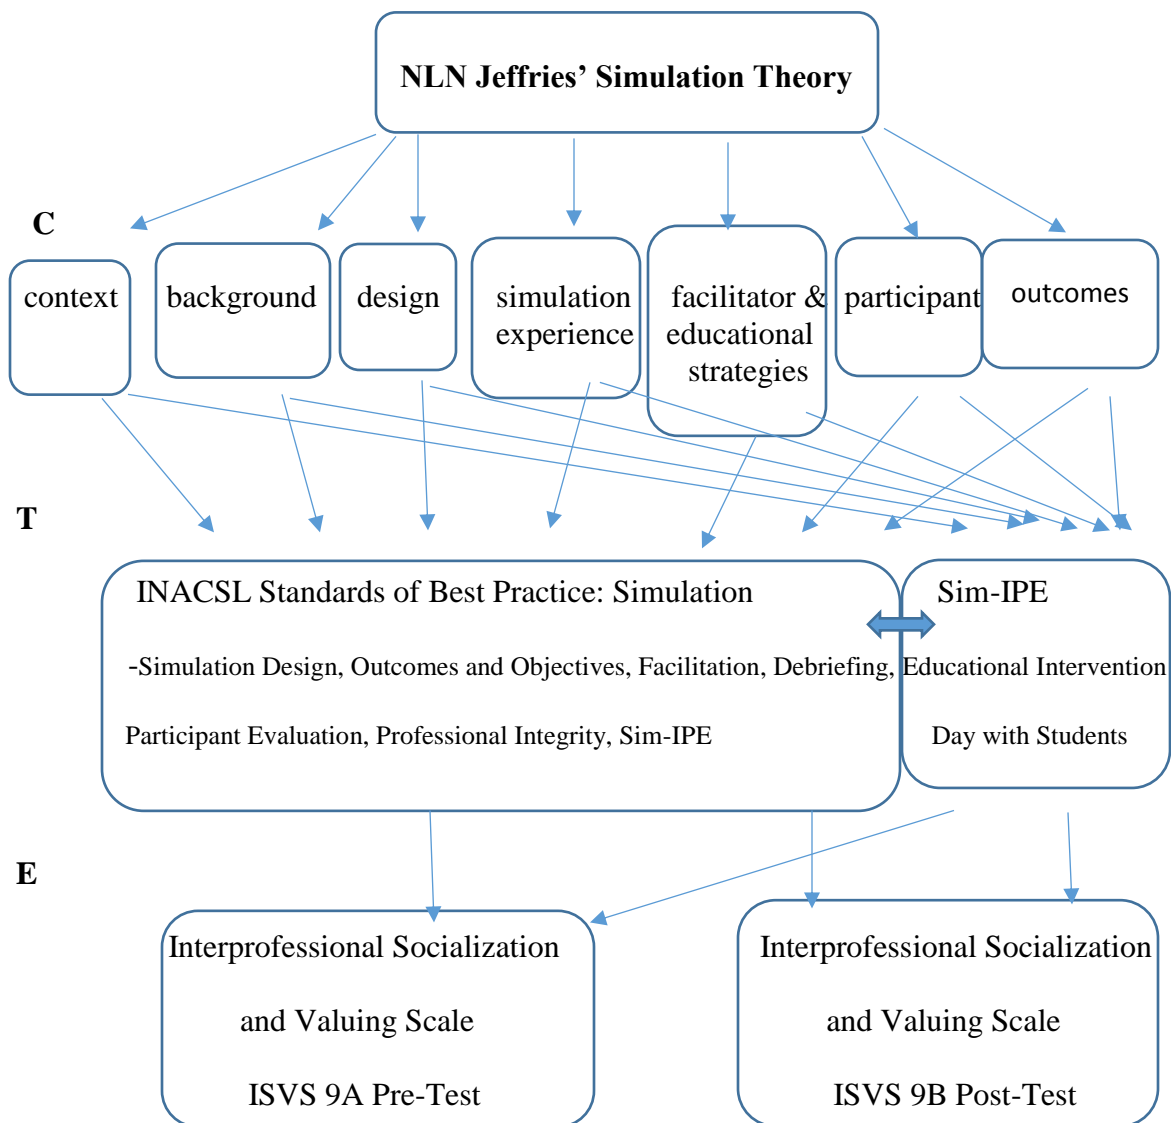 NLN Jeffries’ Simulation Theory
C
context
background
design
simulation
experience
facilitator &
educational
strategies
participant
outcomes
T
INACSL Standards of Best Practice: Simulation
-Simulation Design, Outcomes and Objectives, Facilitation, Debriefing,
Participant Evaluation, Professional Integrity, Sim-IPE
Sim-IPE
Educational Intervention
Day with Students
E
Interprofessional Socialization
and Valuing Scale
ISVS 9A Pre-Test
Interprofessional Socialization
and Valuing Scale
ISVS 9B Post-Test